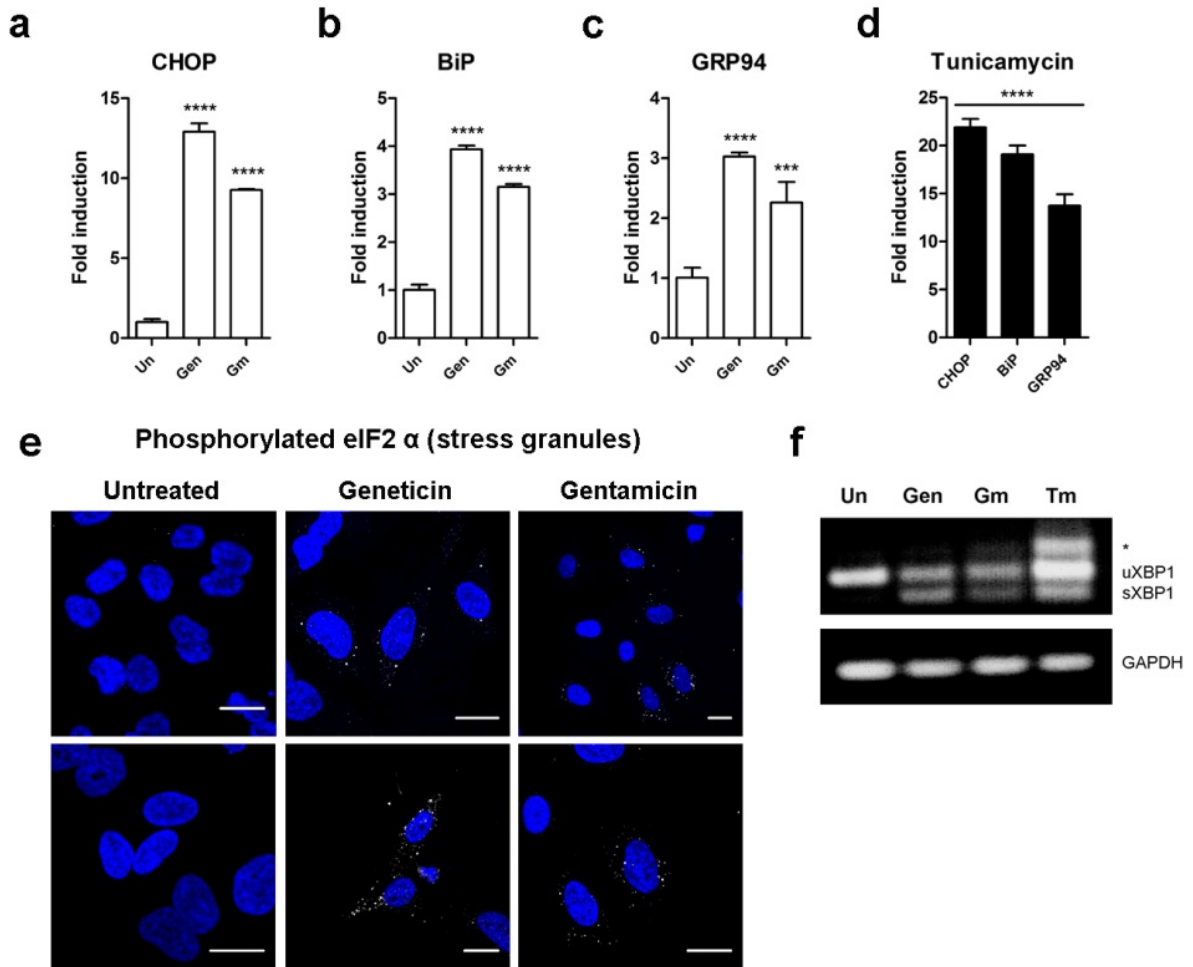 a
CHOP
Fold induction
15
10
5
0
****
****
Un
Gen
Gm
b
BiP
Fold induction
5
4
3
2
1
0
****
****
Un
Gen
Gm
c
GRP94
Fold induction
4
3
2
1
0
****
***
Un
Gen
Gm
d
Tunicamycin
Fold induction
25
20
15
10
5
0
****
CHOP
BiP
GRP94
e
Phosphorylated eIF2 α (stress granules)
Untreated
Geneticin
Gentamicin
f
Un Gen Gm Tm
*
uXBP1
sXBP1
GAPDH